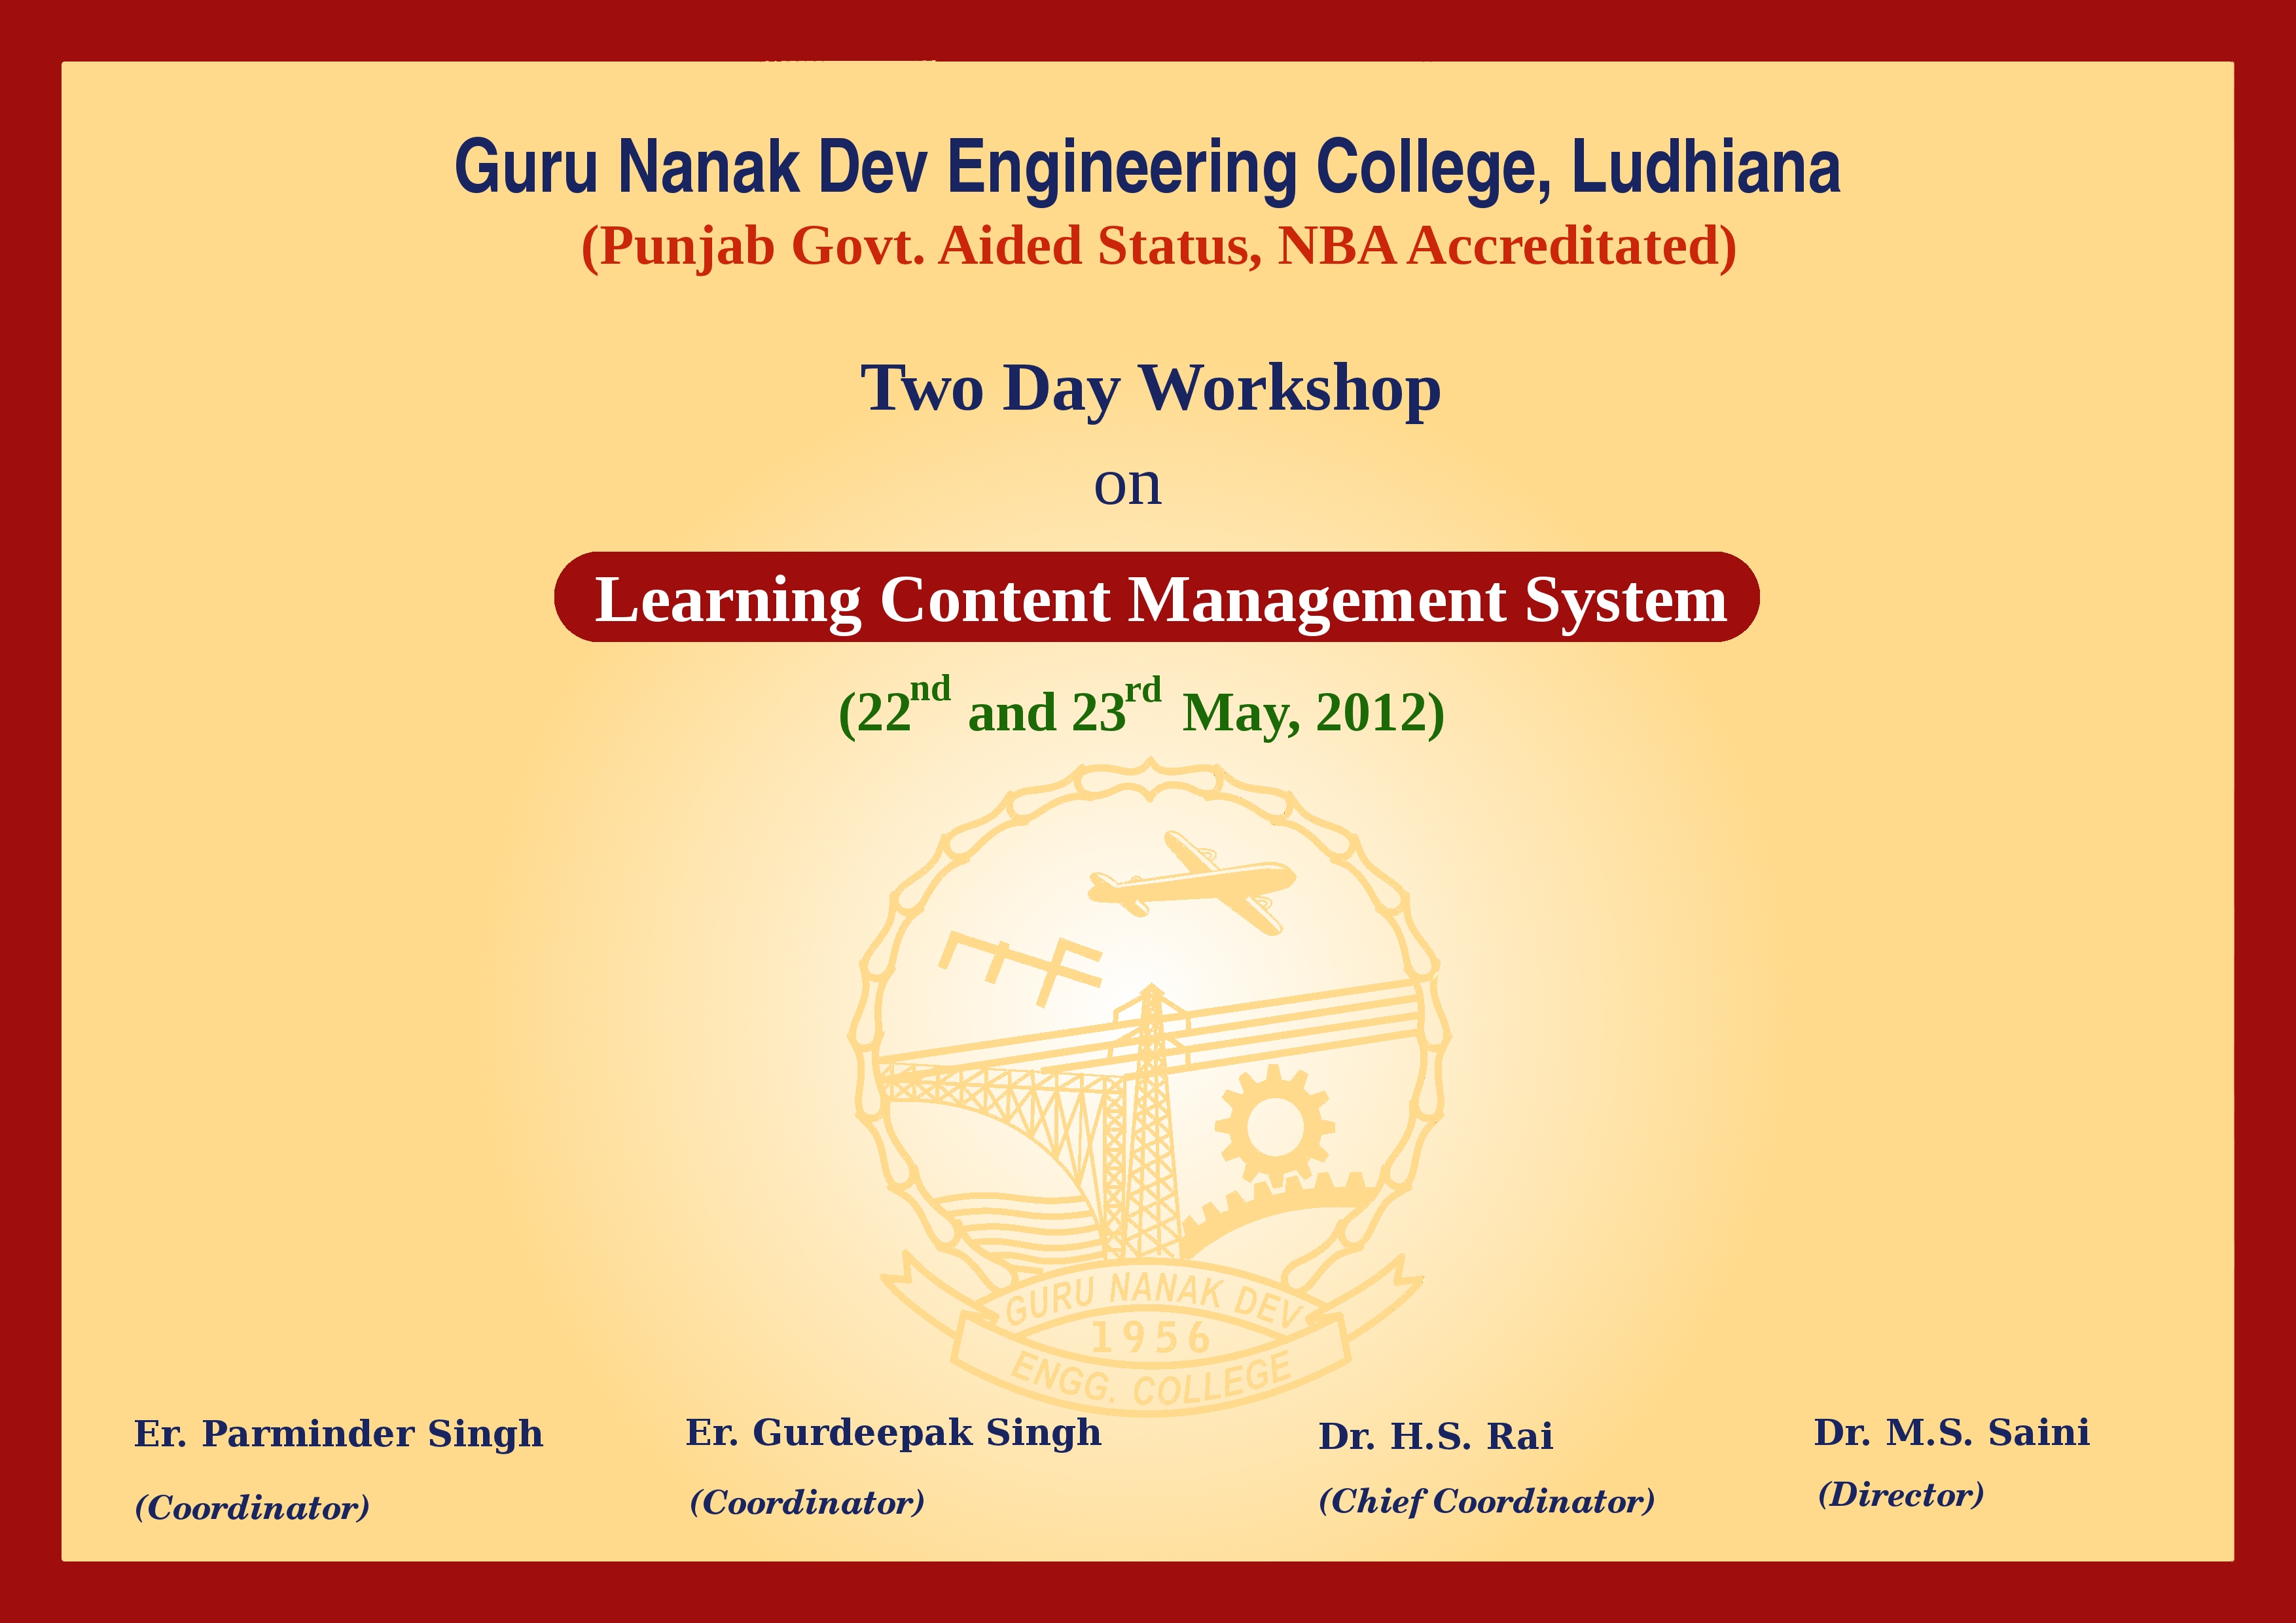 Guru Nanak Dev Engineering College, Ludhiana
(Punjab Govt. Aided Status, NBA Accreditated)
Two Day Workshop
on
Learning Content Management System
(22nd and 23rd May, 2012)
GURU NANAK DEV
1956
ENGG. COLLEGE
Er. Parminder Singh Er. Gurdeepak Singh Dr. H.S. Rai Dr. M.S. Saini
(Coordinator) (Coordinator) (Chief Coordinator) (Director)